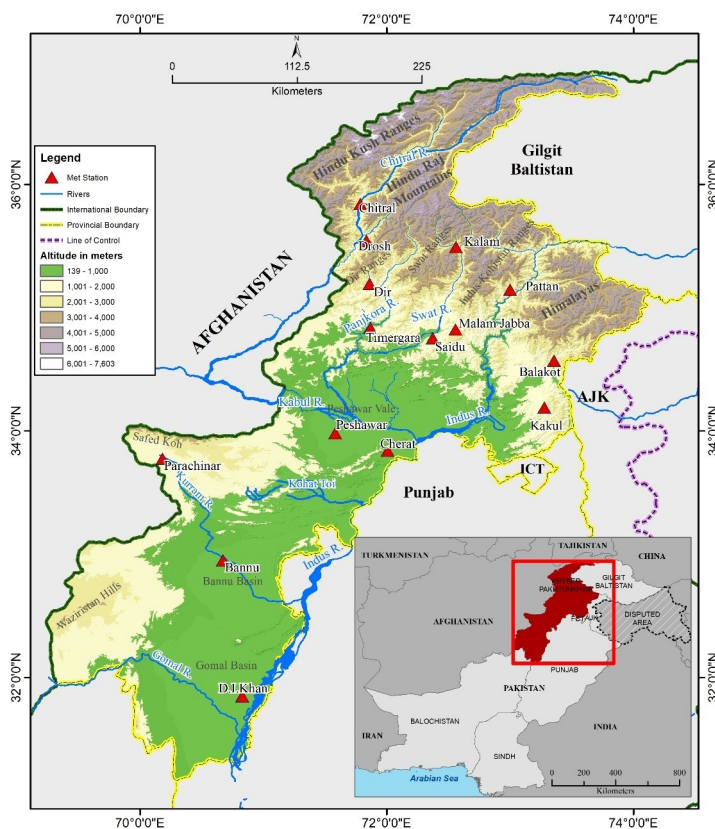 70°0'0"E
72°0'0"E
74°0'0"E
N
0
112.5
225
Kilometers
Legend
Met Station
Rivers
International Boundary
Provincial Boundary
Line of Control
Altitude in meters
139 - 1,000
1,001 - 2,000
2,001 - 3,000
3,001 - 4,000
4,001 - 5,000
5,001 - 6,000
6,001 - 7,603
36°0'0"N
34°0'0"N
32°0'0"N
36°0'0"N
34°0'0"N
32°0'0"N
Hindu Kush Ranges
Chitral R.
Hindu Raj
Mountains
Gilgit
Baltistan
Chitral
Drosh
Kalam
Swat Ranges
Indus Kohistan Ranges
Dir Ranges
Dir
Pattan
Himalayas
AFGHANISTAN
Panjkora R.
Swat R.
Timergara
Malam Jabba
Saidu
Balakot
AJK
Kabul R.
Peshawar Vale
Indus R.
Kakul
Peshawar
Cherat
Safed Koh
Parachinar
ICT
Punjab
Kurram R.
Kohat Toi
Indus R.
Bannu
Bannu Basin
Waziristan Hills
Gomal R.
Gomal Basin
D.I.Khan
TURKMENISTAN
TAJIKISTAN
CHINA
GILGIT
BALTISTAN
AFGHANISTAN
DISPUTED
AREA
PUNJAB
PAKISTAN
BALOCHISTAN
INDIA
IRAN
SINDH
Arabian Sea
0
400
800
Kilometers
70°0'0"E
72°0'0"E
74°0'0"E